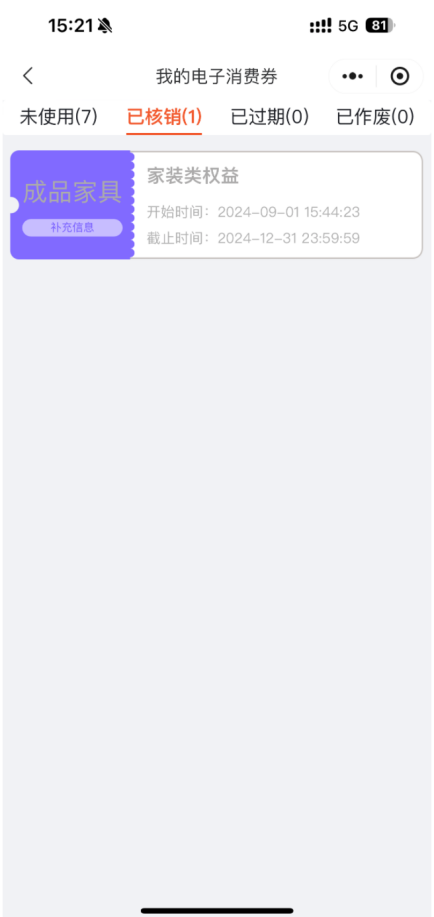 15:21
5G 81
我的电子消费券
未使用(7) 已核销(1) 已过期(0) 已作废(0)
成品家具
补充信息
家装类权益
开始时间：2024-09-01 15:44:23
截止时间：2024-12-31 23:59:59